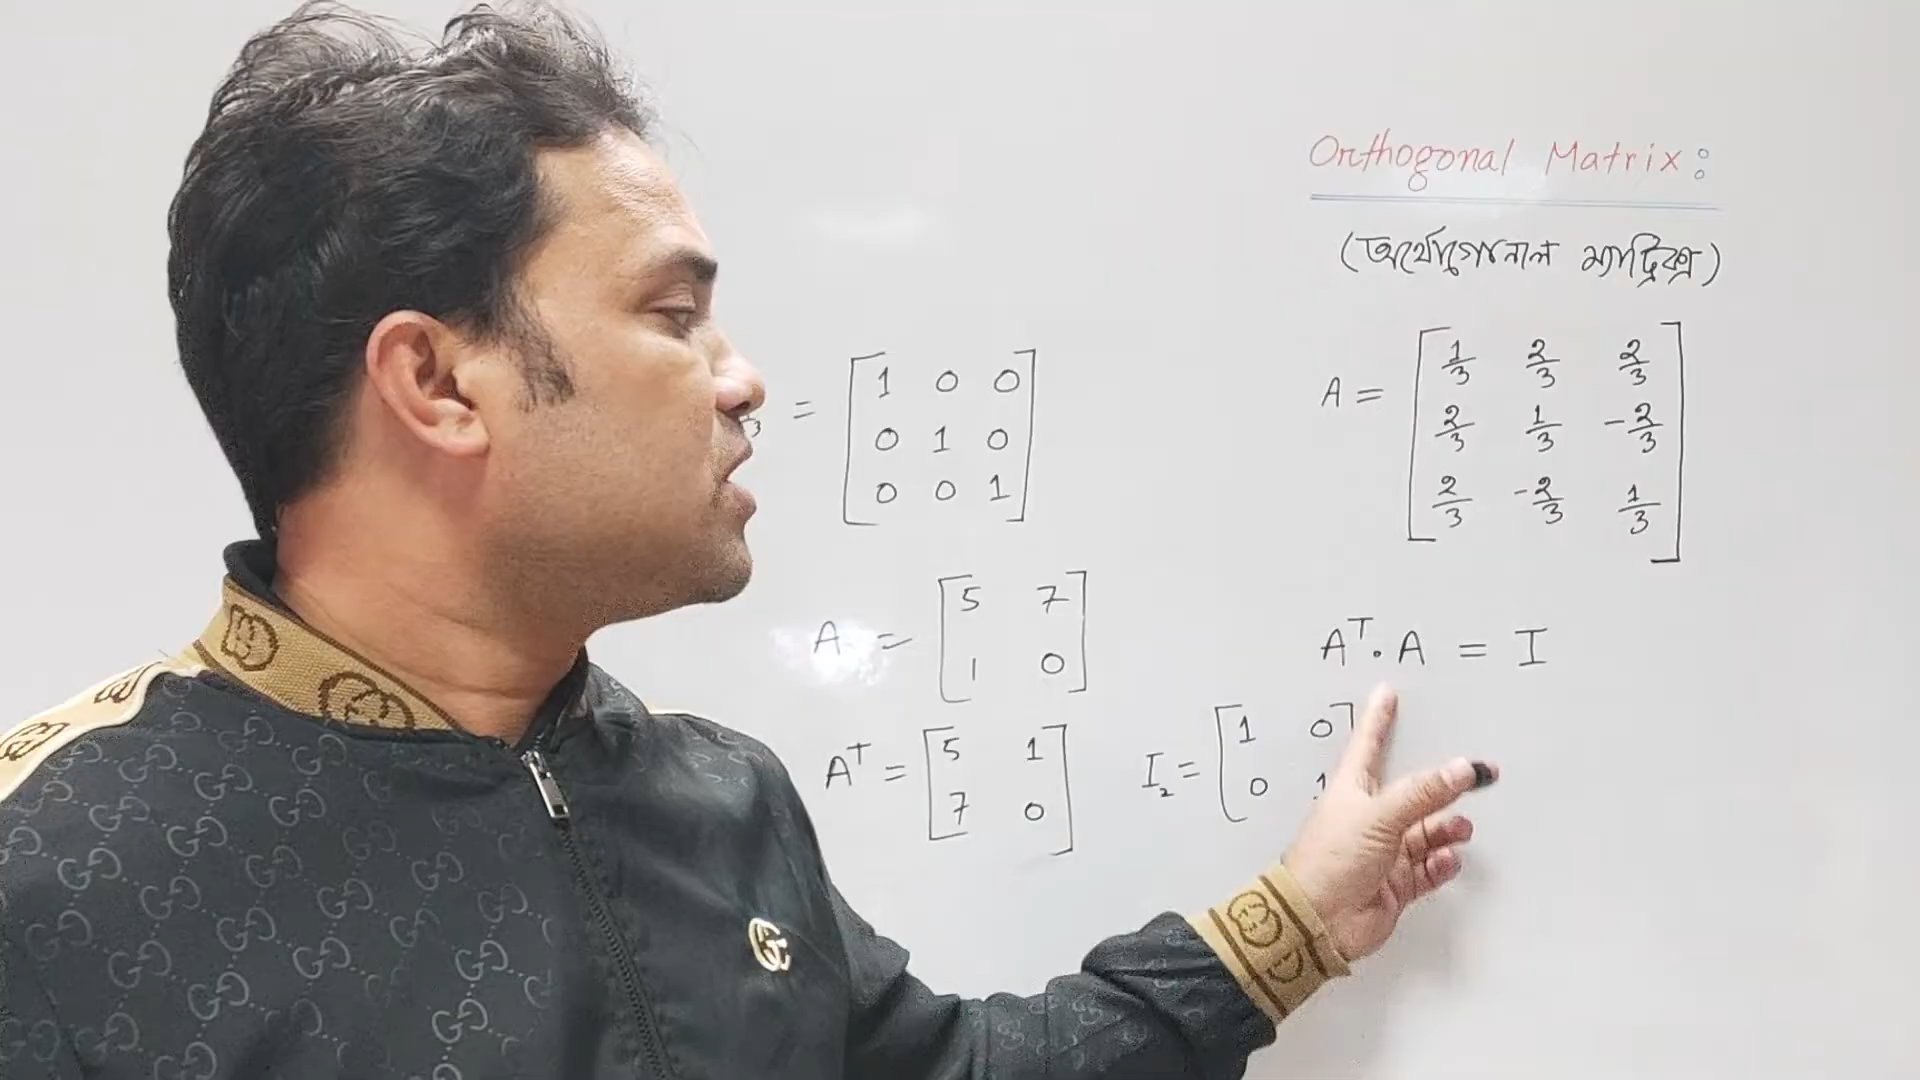 Orthogonal Matrix:
(অর্থোগোনাল ম্যাট্রিক্স)
3 =
1 0 0
0 1 0
0 0 1
A =
1/3 2/3 2/3
2/3 1/3 -2/3
2/3 -2/3 1/3
A =
5 7
1 0
Aᵀ . A = I
Aᵀ =
5 1
7 0
I₂ =
1 0
0 1